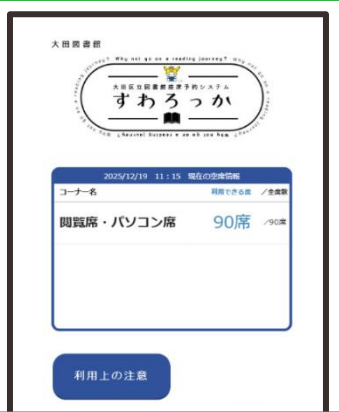 大田図書館
Why not go on a reading journey?
大田区立図書館座席予約システム
すわろっか
2025/12/19 11:15 現在の空席情報
コーナー名 利用できる席 /全席数
閲覧席・パソコン席 90席 /90席
利用上の注意